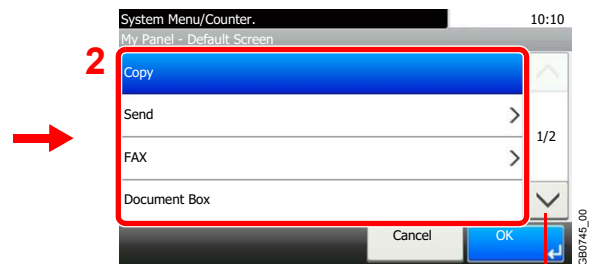 System Menu/Counter. 10:10
My Panel - Default Screen
2
Copy
Send
1/2
FAX
Document Box
Cancel OK
GB0745_00